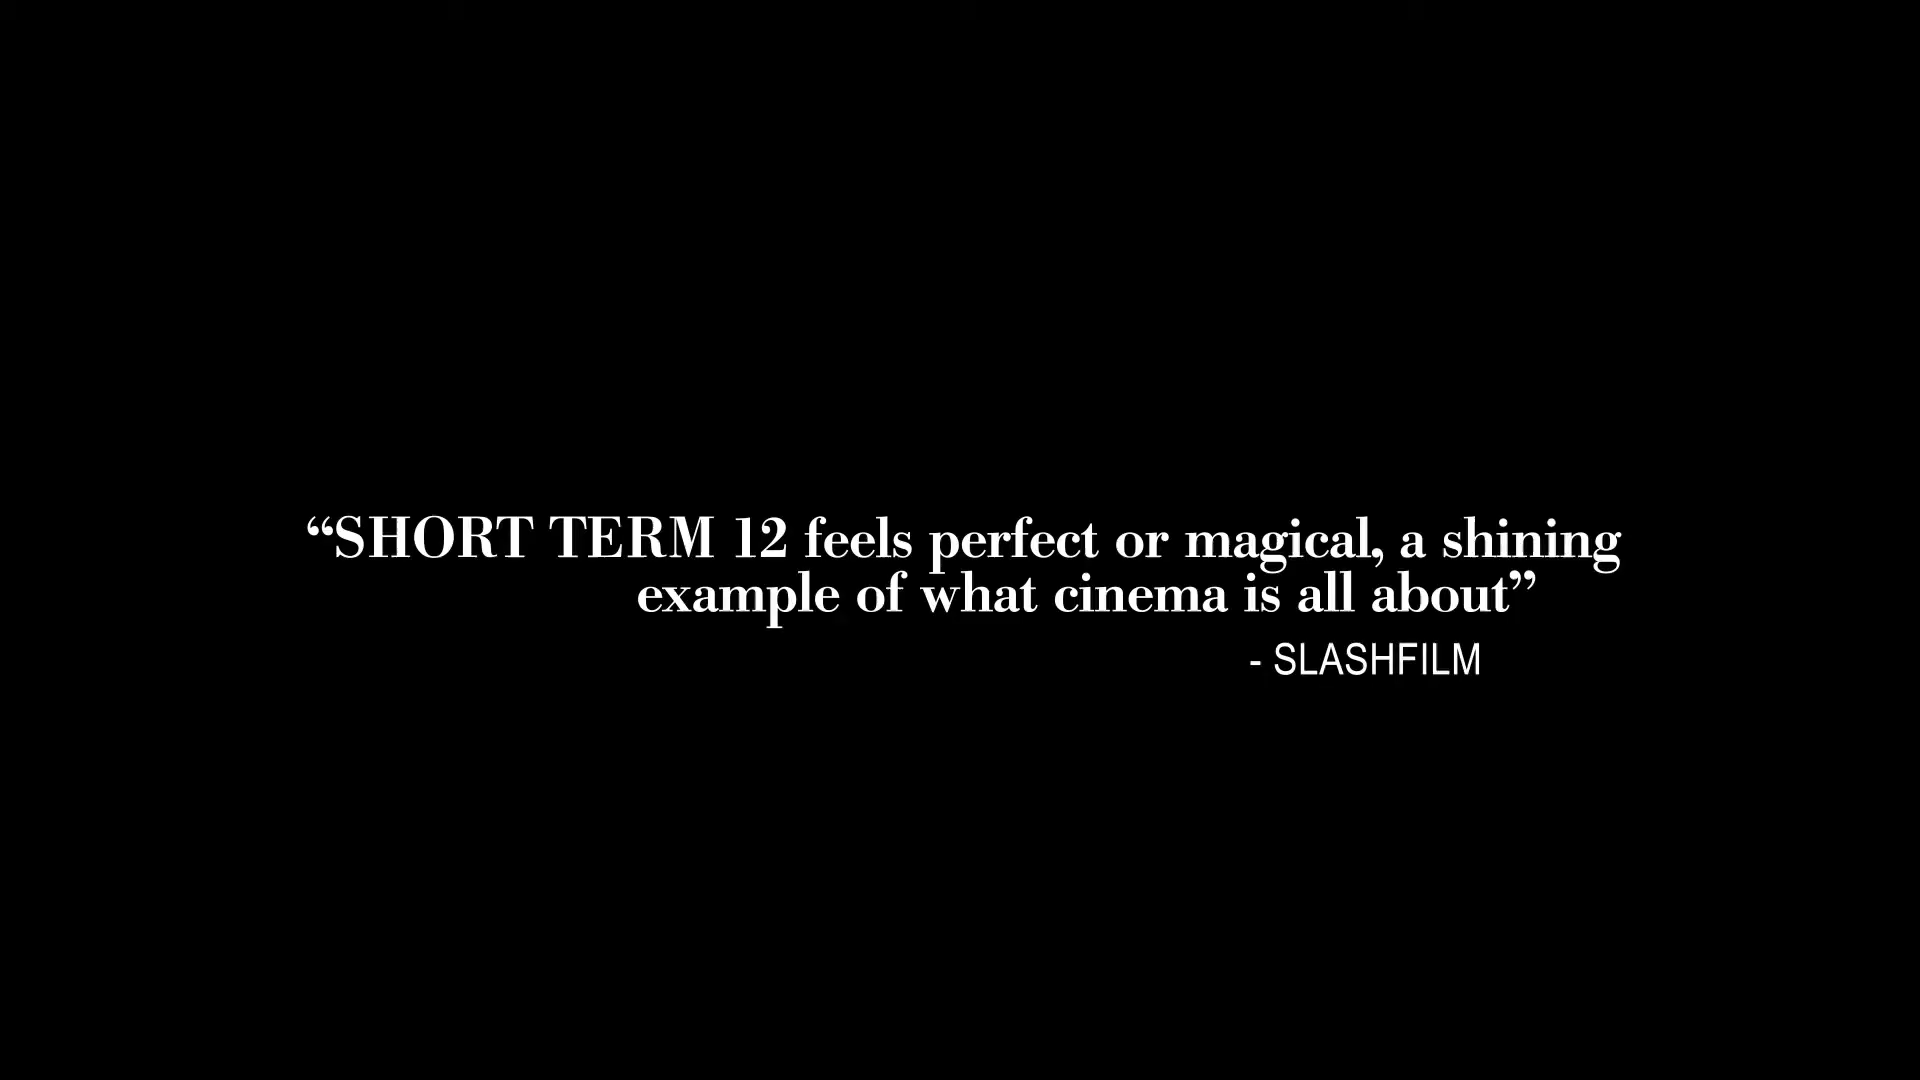 “SHORT TERM 12 feels perfect or magical, a shining
example of what cinema is all about”
- SLASHFILM